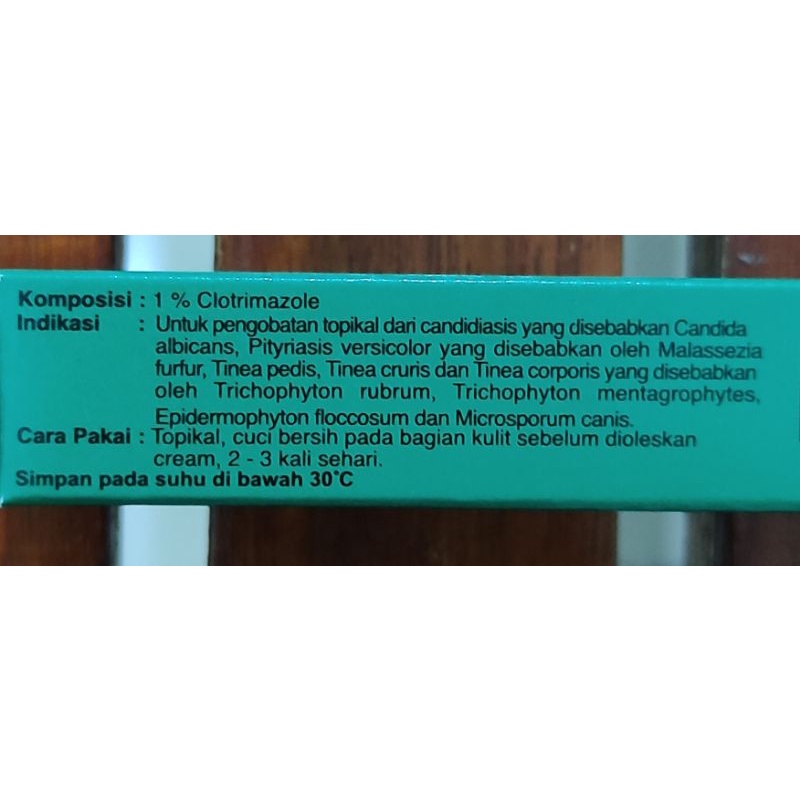 Komposisi : 1 % Clotrimazole
Indikasi : Untuk pengobatan topikal dari candidiasis yang disebabkan Candida
albicans, Pityriasis versicolor yang disebabkan oleh Malassezia
furfur, Tinea pedis, Tinea cruris dan Tinea corporis yang disebabkan
oleh Trichophyton rubrum, Trichophyton mentagrophytes,
Epidermophyton floccosum dan Microsporum canis.
Cara Pakai : Topikal, cuci bersih pada bagian kulit sebelum dioleskan
cream, 2 - 3 kali sehari.
Simpan pada suhu di bawah 30°C